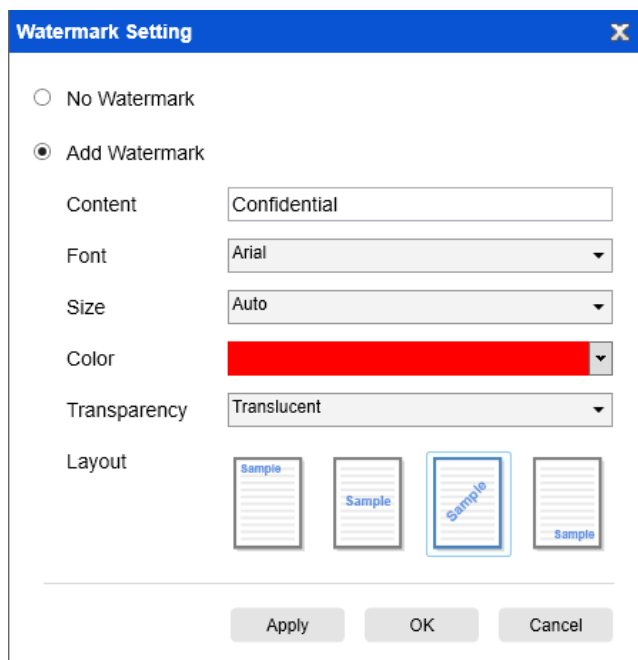 Watermark Setting
No Watermark
Add Watermark
Content Confidential
Font Arial
Size Auto
Color
Transparency Translucent
Layout Sample Sample Sample Sample
Apply OK Cancel